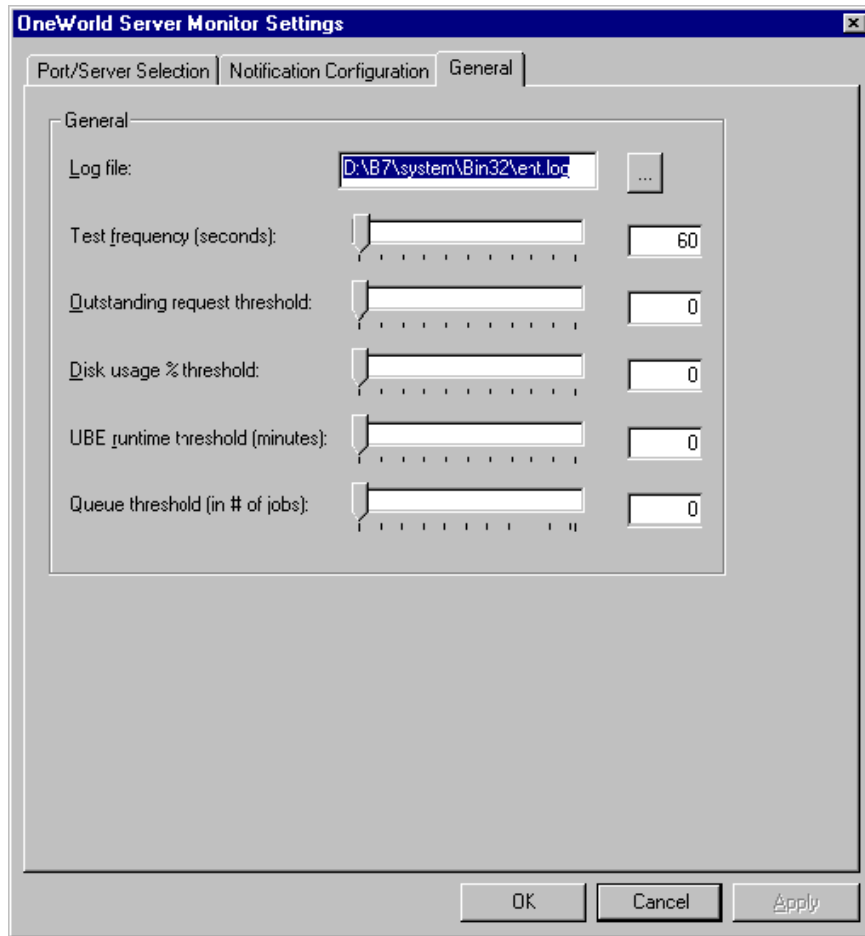 OneWorld Server Monitor Settings
Port/Server Selection Notification Configuration General
General
Log file: D:\B7\system\Bin32\ent.log ...
Test frequency (seconds): 60
Outstanding request threshold: 0
Disk usage % threshold: 0
UBE runtime threshold (minutes): 0
Queue threshold (in # of jobs): 0
OK Cancel Apply